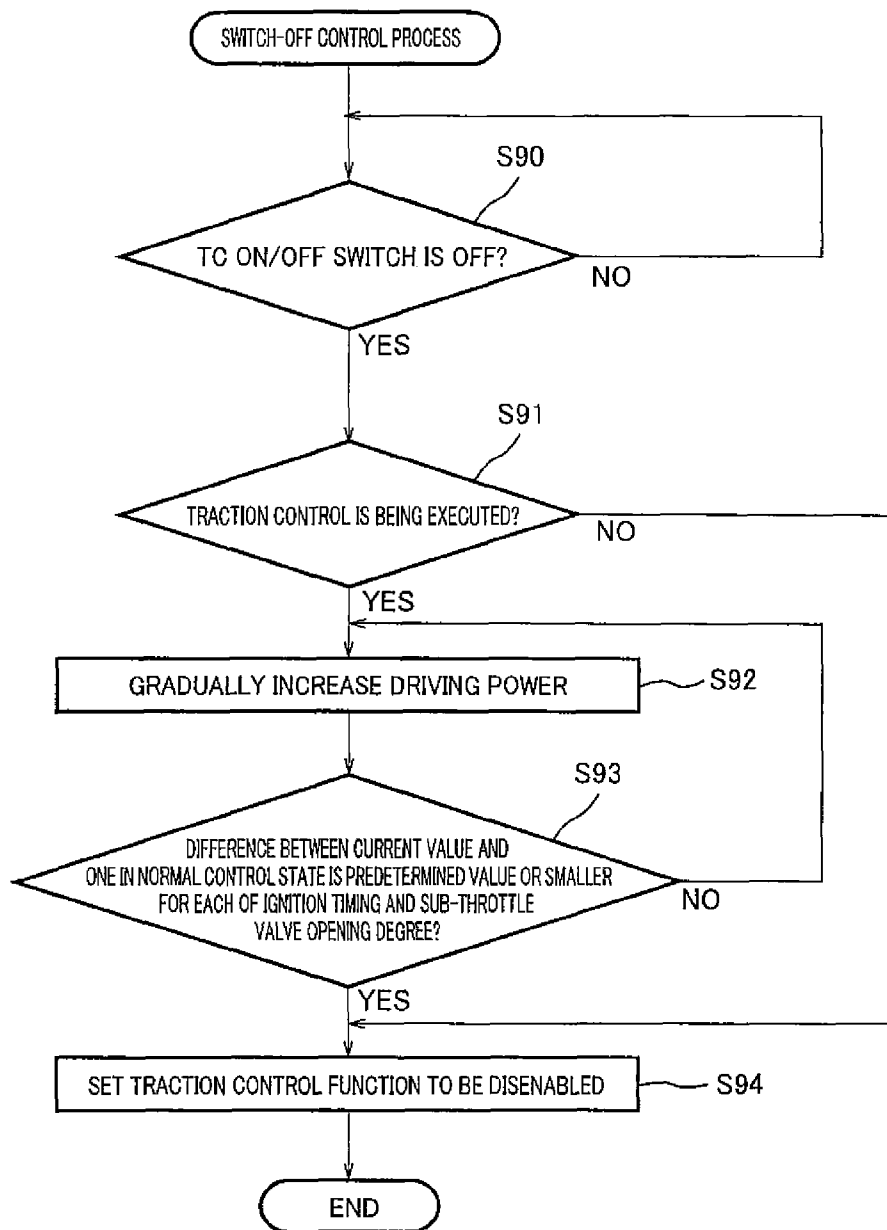 SWITCH-OFF CONTROL PROCESS
S90
TC ON/OFF SWITCH IS OFF?
NO
YES
S91
TRACTION CONTROL IS BEING EXECUTED?
NO
YES
GRADUALLY INCREASE DRIVING POWER
S92
S93
DIFFERENCE BETWEEN CURRENT VALUE AND
ONE IN NORMAL CONTROL STATE IS PREDETERMINED VALUE OR SMALLER
FOR EACH OF IGNITION TIMING AND SUB-THROTTLE
VALVE OPENING DEGREE?
NO
YES
SET TRACTION CONTROL FUNCTION TO BE DISENABLED
S94
END